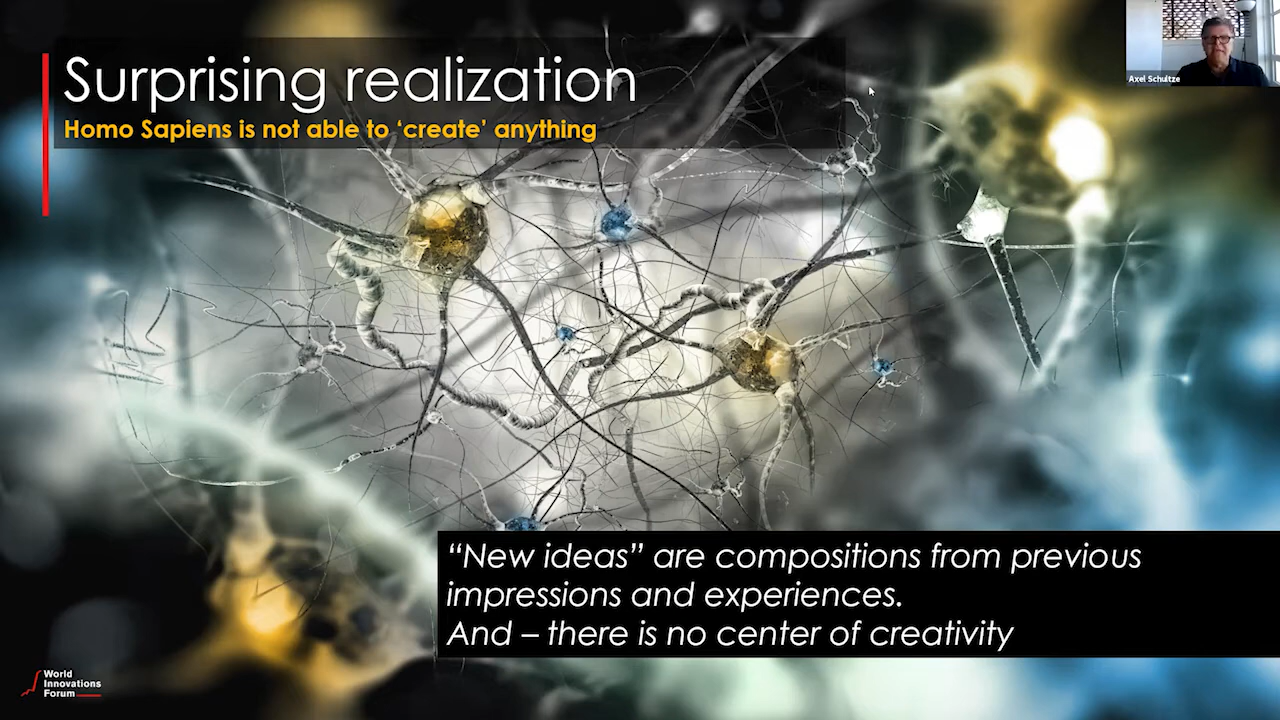 Surprising realization
Homo Sapiens is not able to ‘create’ anything
Axel Schultze
“New ideas” are compositions from previous
impressions and experiences.
And – there is no center of creativity
World
Innovations
Forum